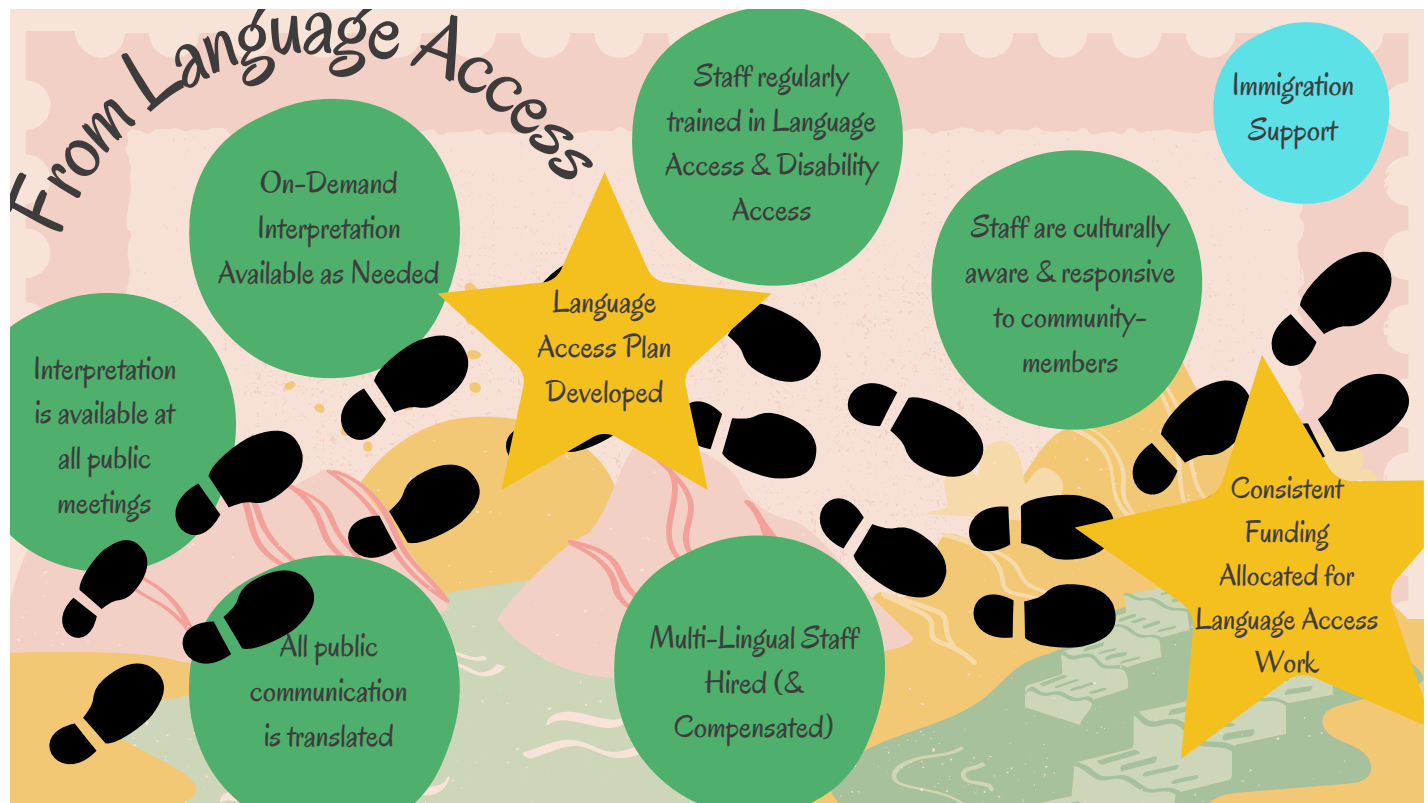 From Language Access
On-Demand
Interpretation
Available as Needed
Staff regularly
trained in Language
Access & Disability
Access
Immigration
Support
Staff are culturally
aware & responsive
to community-
members
Language
Access Plan
Developed
Interpretation
is available at
all public
meetings
Consistent
Funding
Allocated for
Language Access
Work
All public
communication
is translated
Multi-Lingual Staff
Hired (&
Compensated)